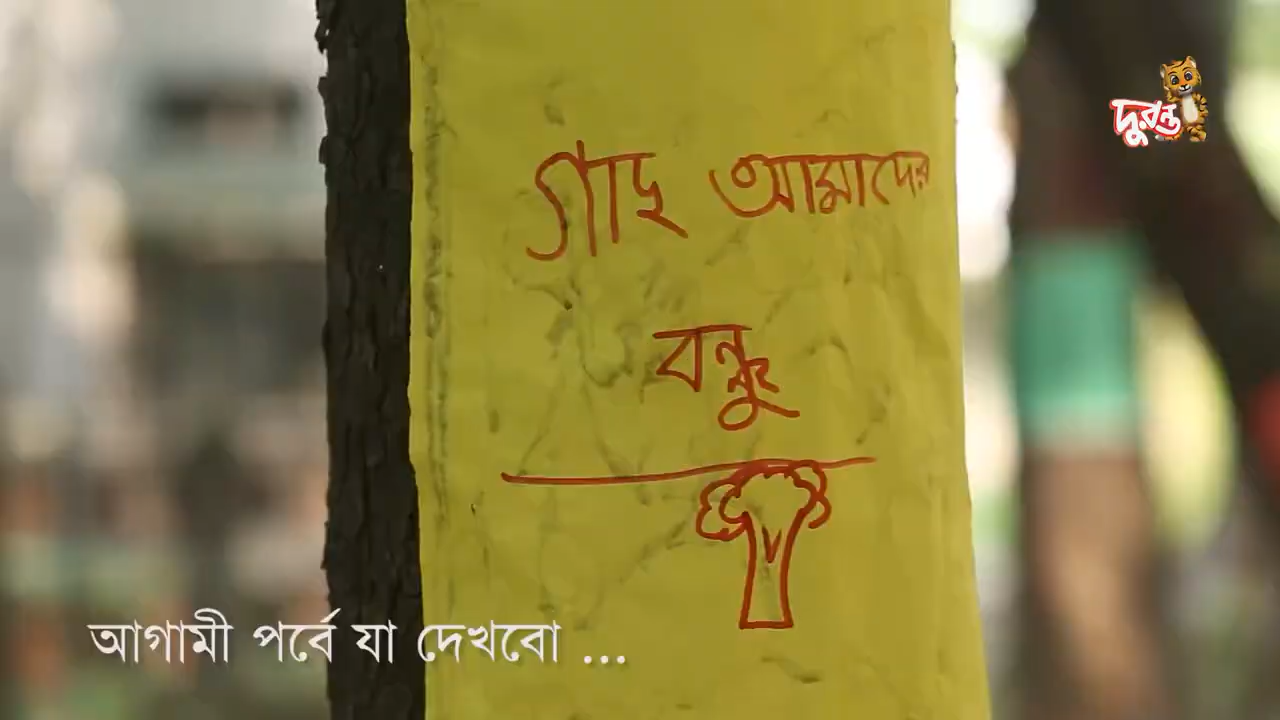 দুরন্ত
গাছ আমাদের
বন্ধু
আগামী পর্বে যা দেখবো ...